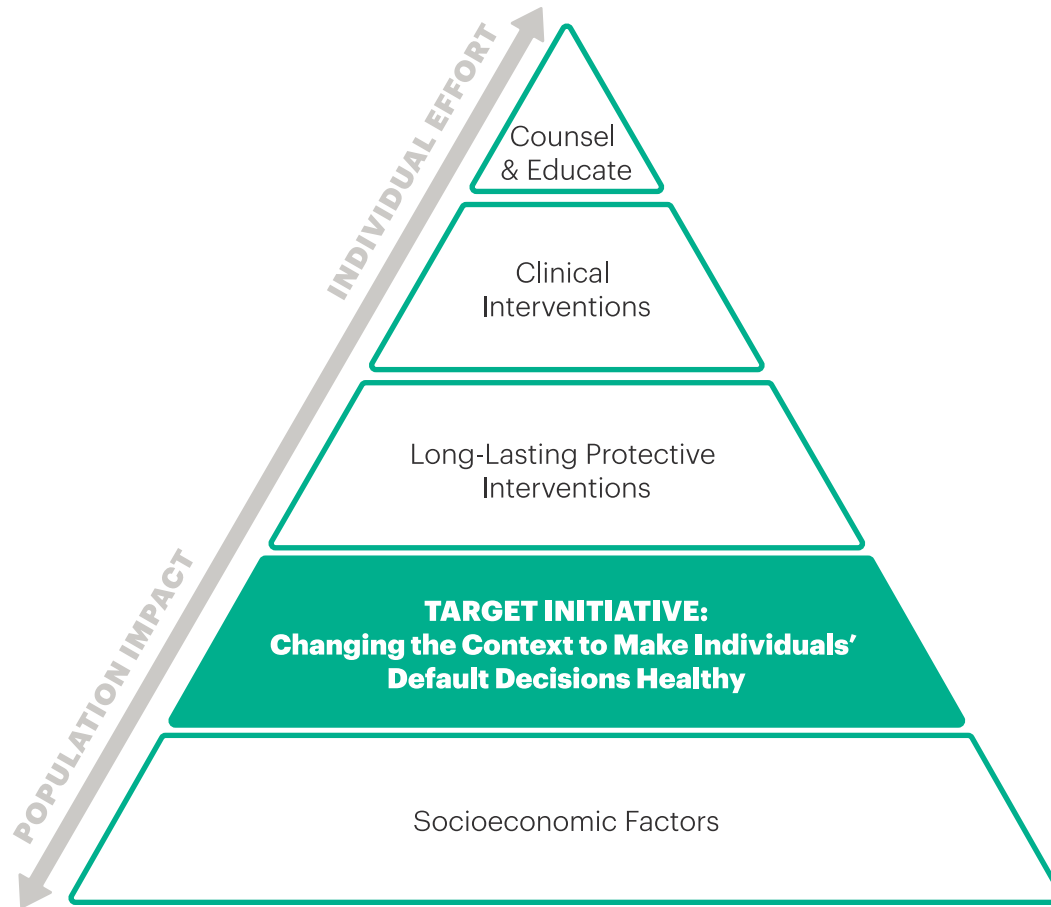 INDIVIDUAL EFFORT
POPULATION IMPACT
Counsel
& Educate
Clinical
Interventions
Long-Lasting Protective
Interventions
TARGET INITIATIVE:
Changing the Context to Make Individuals’
Default Decisions Healthy
Socioeconomic Factors